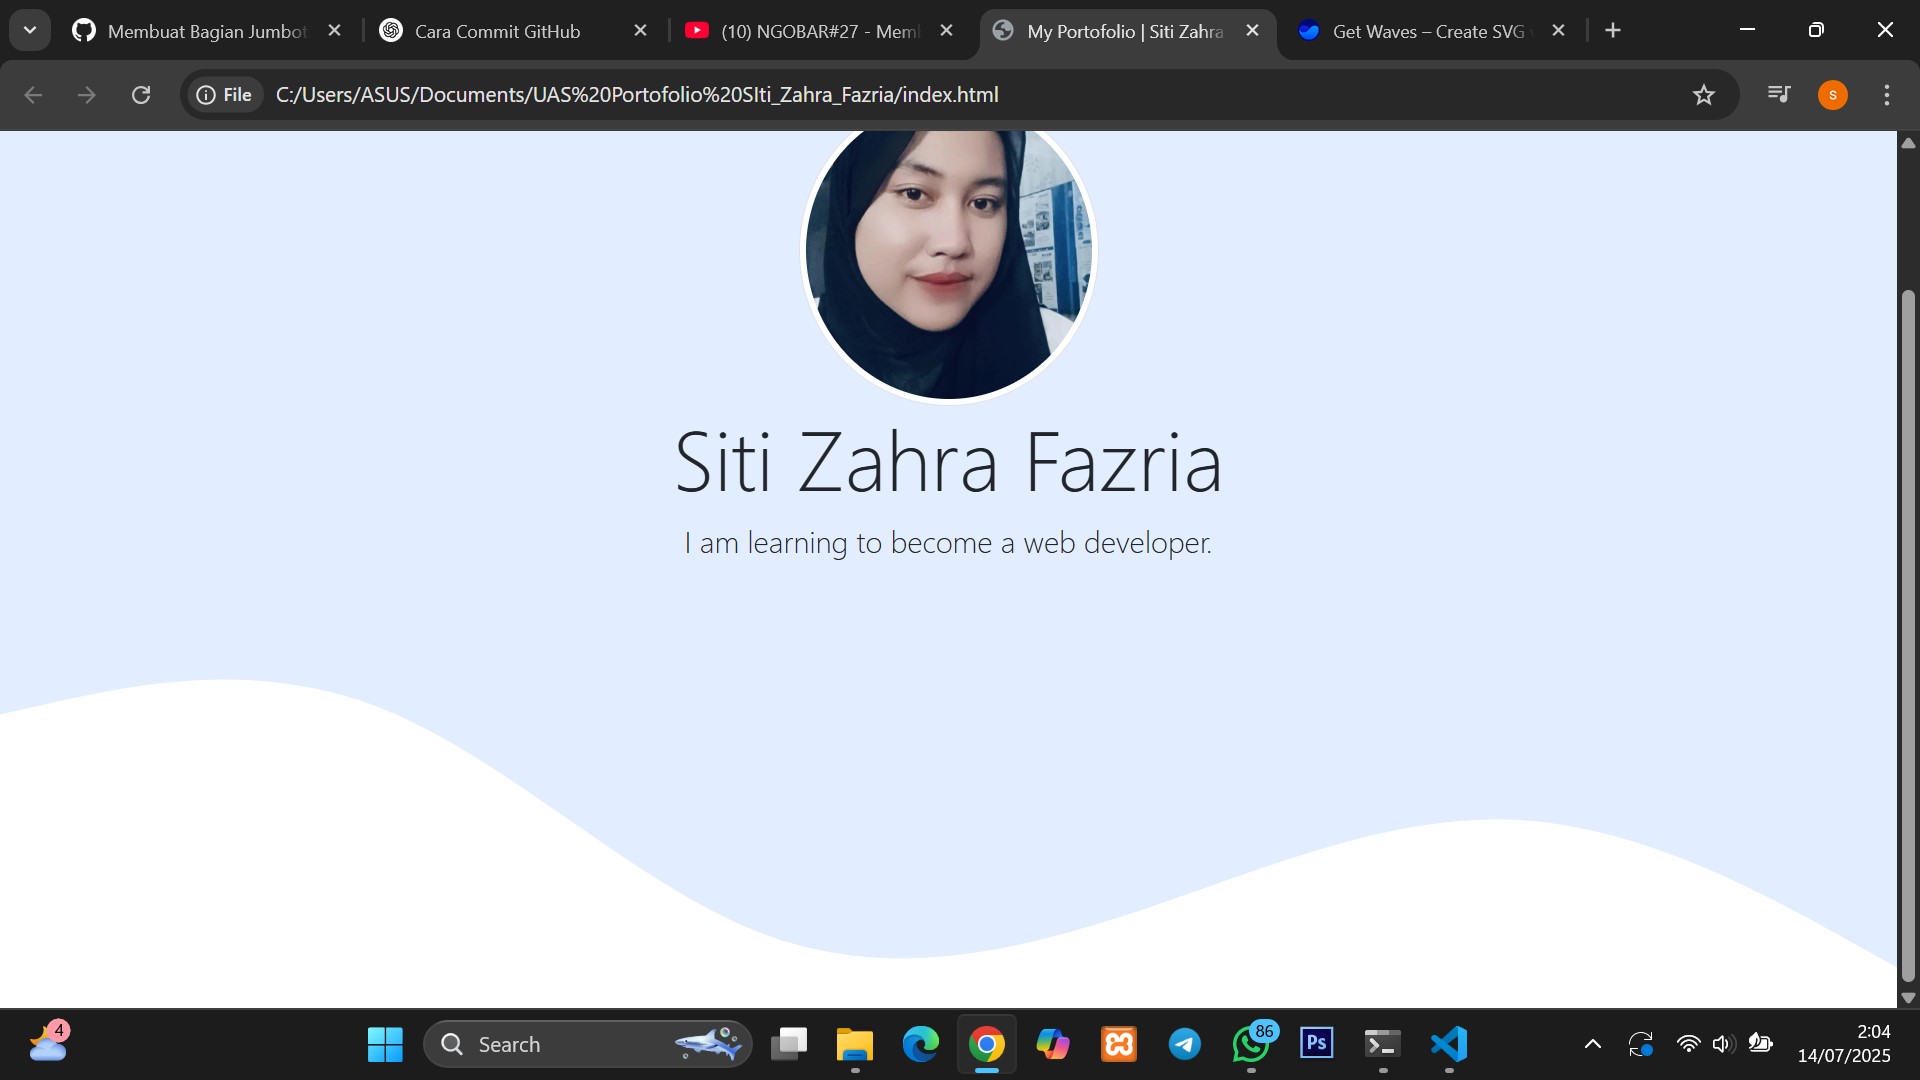 Membuat Bagian Jumbot
Cara Commit GitHub
(10) NGOBAR#27 - Mem
My Portofolio | Siti Zahra
Get Waves – Create SVG
File
C:/Users/ASUS/Documents/UAS%20Portofolio%20SIti_Zahra_Fazria/index.html
s
Siti Zahra Fazria
I am learning to become a web developer.
4
Search
86
Ps
2:04
14/07/2025